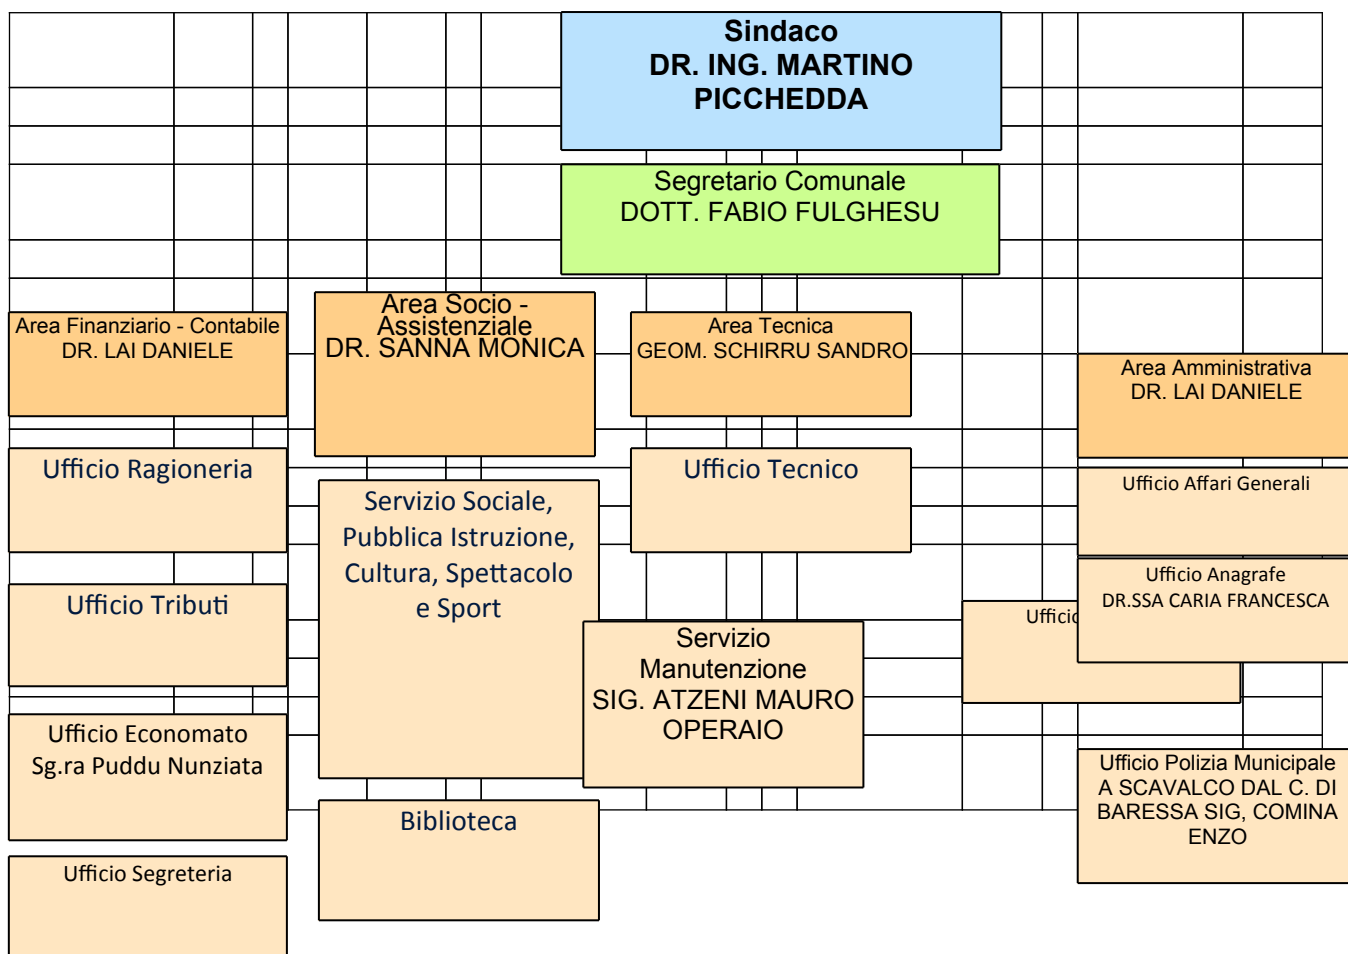 Sindaco
DR. ING. MARTINO
PICCHEDDA
Segretario Comunale
DOTT. FABIO FULGHESU
Area Finanziario - Contabile
DR. LAI DANIELE
Area Socio -
Assistenziale
DR. SANNA MONICA
Area Tecnica
GEOM. SCHIRRU SANDRO
Area Amministrativa
DR. LAI DANIELE
Ufficio Ragioneria
Servizio Sociale,
Pubblica Istruzione,
Cultura, Spettacolo
e Sport
Ufficio Tecnico
Ufficio Affari Generali
Ufficio Tributi
Servizio
Manutenzione
SIG. ATZENI MAURO
OPERAIO
Ufficio Anagrafe
DR.SSA CARIA FRANCESCA
Ufficio Economato
Sg.ra Puddu Nunziata
Ufficio Polizia Municipale
A SCAVALCO DAL C. DI
BARESSA SIG, COMINA
ENZO
Biblioteca
Ufficio Segreteria